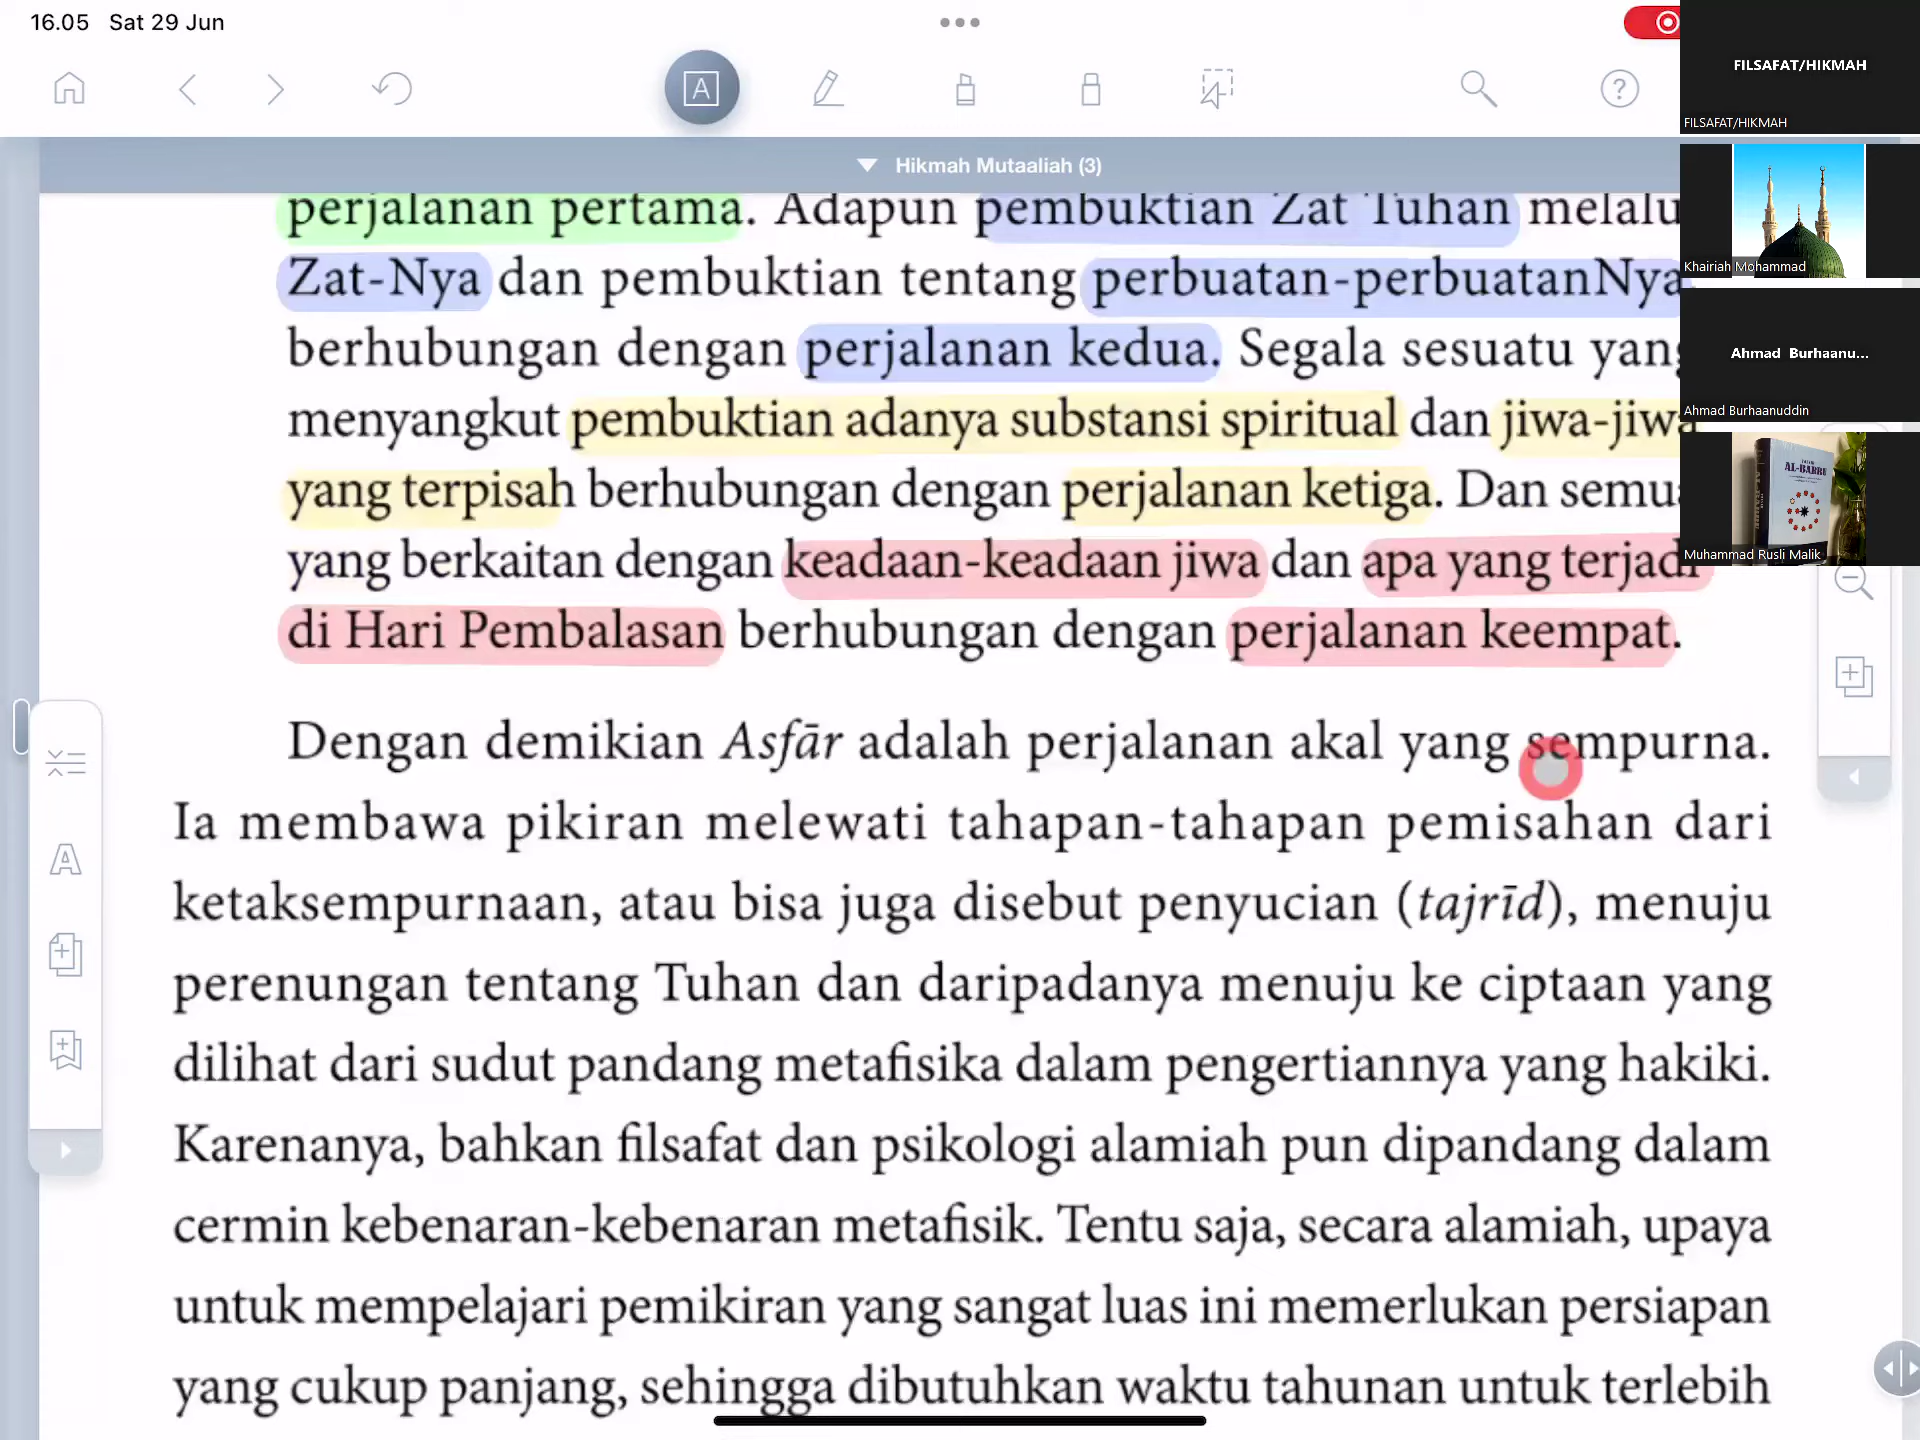 16.05 Sat 29 Jun
FILSAFAT/HIKMAH
FILSAFAT/HIKMAH
Hikmah Mutaaliah (3)
perjalanan pertama. Adapun pembuktian Zat Tuhan melalu
Zat-Nya dan pembuktian tentang perbuatan-perbuatanNya
berhubungan dengan perjalanan kedua. Segala sesuatu yang
menyangkut pembuktian adanya substansi spiritual dan jiwa-jiwa
yang terpisah berhubungan dengan perjalanan ketiga. Dan semua
yang berkaitan dengan keadaan-keadaan jiwa dan apa yang terjadi
di Hari Pembalasan berhubungan dengan perjalanan keempat.
Dengan demikian Asfār adalah perjalanan akal yang sempurna.
Ia membawa pikiran melewati tahapan-tahapan pemisahan dari
ketaksempurnaan, atau bisa juga disebut penyucian (tajrīd), menuju
perenungan tentang Tuhan dan daripadanya menuju ke ciptaan yang
dilihat dari sudut pandang metafisika dalam pengertiannya yang hakiki.
Karenanya, bahkan filsafat dan psikologi alamiah pun dipandang dalam
cermin kebenaran-kebenaran metafisik. Tentu saja, secara alamiah, upaya
untuk mempelajari pemikiran yang sangat luas ini memerlukan persiapan
yang cukup panjang, sehingga dibutuhkan waktu tahunan untuk terlebih
Khairiah Mohammad
Ahmad Burhaanu...
Ahmad Burhaanuddin
AL-BARRU
Muhammad Rusli Malik